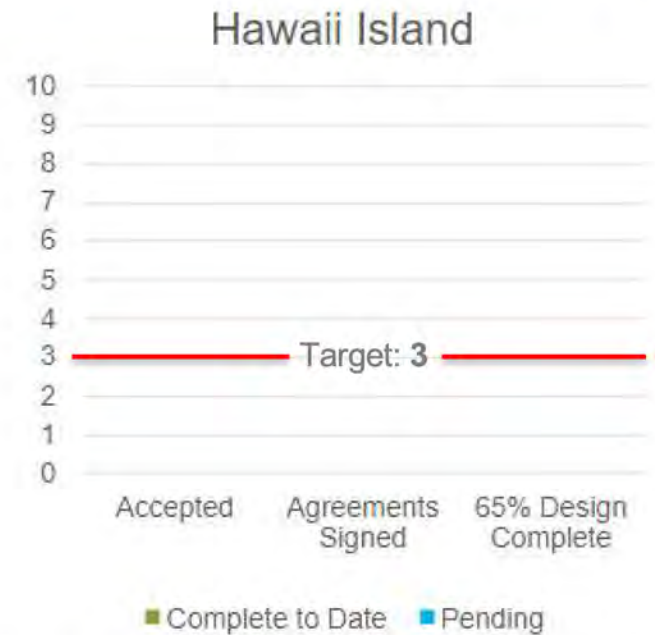 Hawaii Island
10
9
8
7
6
5
4
3
Target: 3
2
1
0
Accepted
Agreements
Signed
65% Design
Complete
Complete to Date
Pending